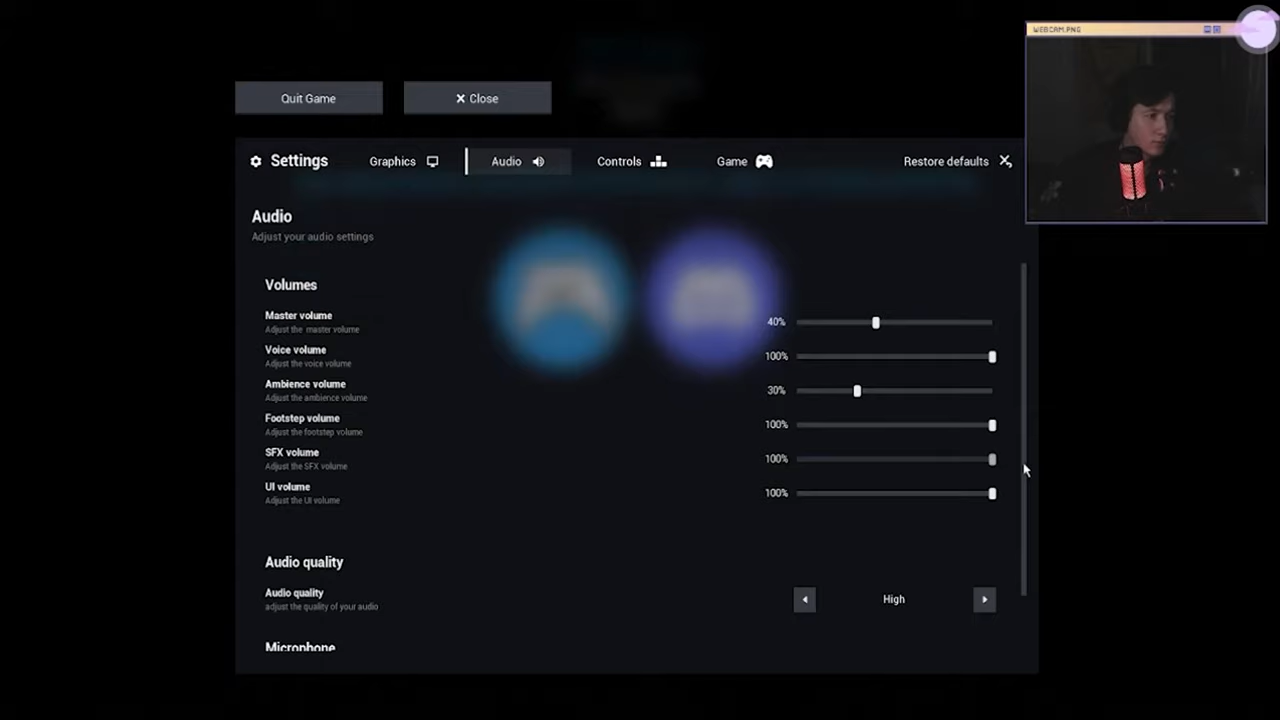 WEBCAM.PNG
Quit Game
Close
Settings
Graphics
Audio
Controls
Game
Restore defaults
Audio
Adjust your audio settings
Volumes
Master volume
Adjust the master volume
40%
Voice volume
Adjust the voice volume
100%
Ambience volume
Adjust the ambience volume
30%
Footstep volume
Adjust the footstep volume
100%
SFX volume
Adjust the SFX volume
100%
UI volume
Adjust the UI volume
100%
Audio quality
Audio quality
adjust the quality of your audio
High
Microphone